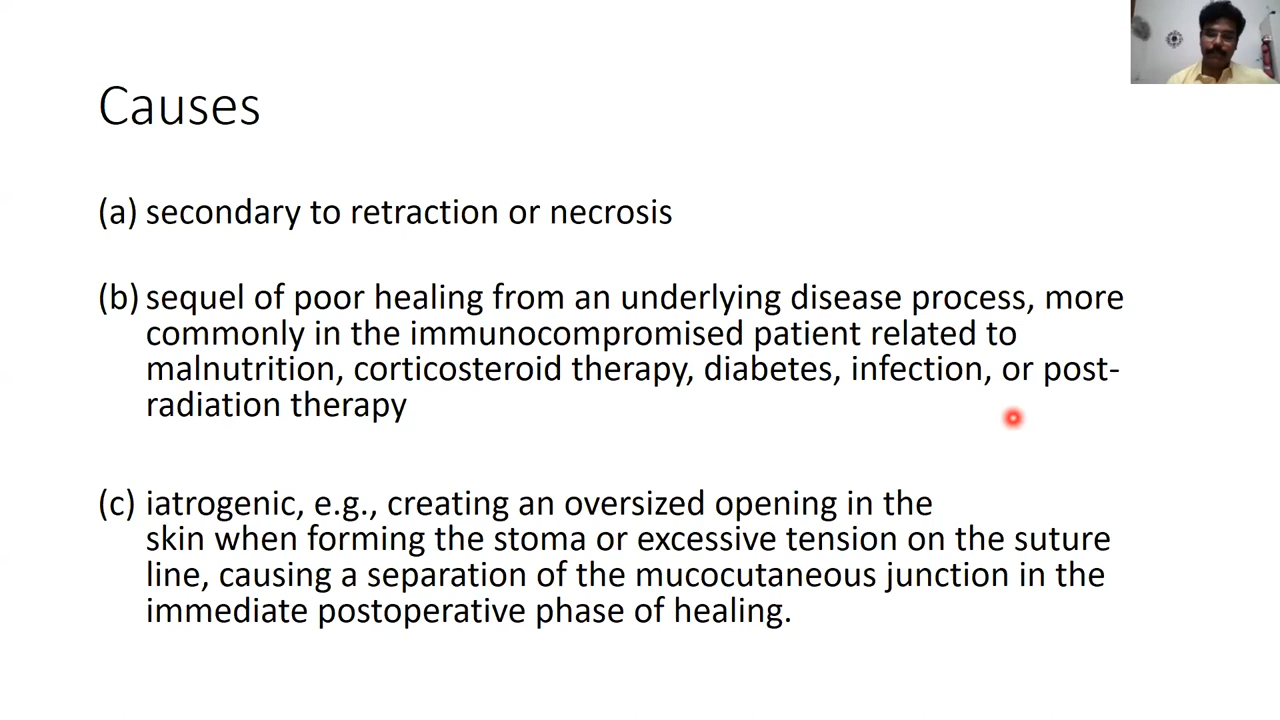 Causes
(a) secondary to retraction or necrosis
(b) sequel of poor healing from an underlying disease process, more
commonly in the immunocompromised patient related to
malnutrition, corticosteroid therapy, diabetes, infection, or post-
radiation therapy
(c) iatrogenic, e.g., creating an oversized opening in the
skin when forming the stoma or excessive tension on the suture
line, causing a separation of the mucocutaneous junction in the
immediate postoperative phase of healing.